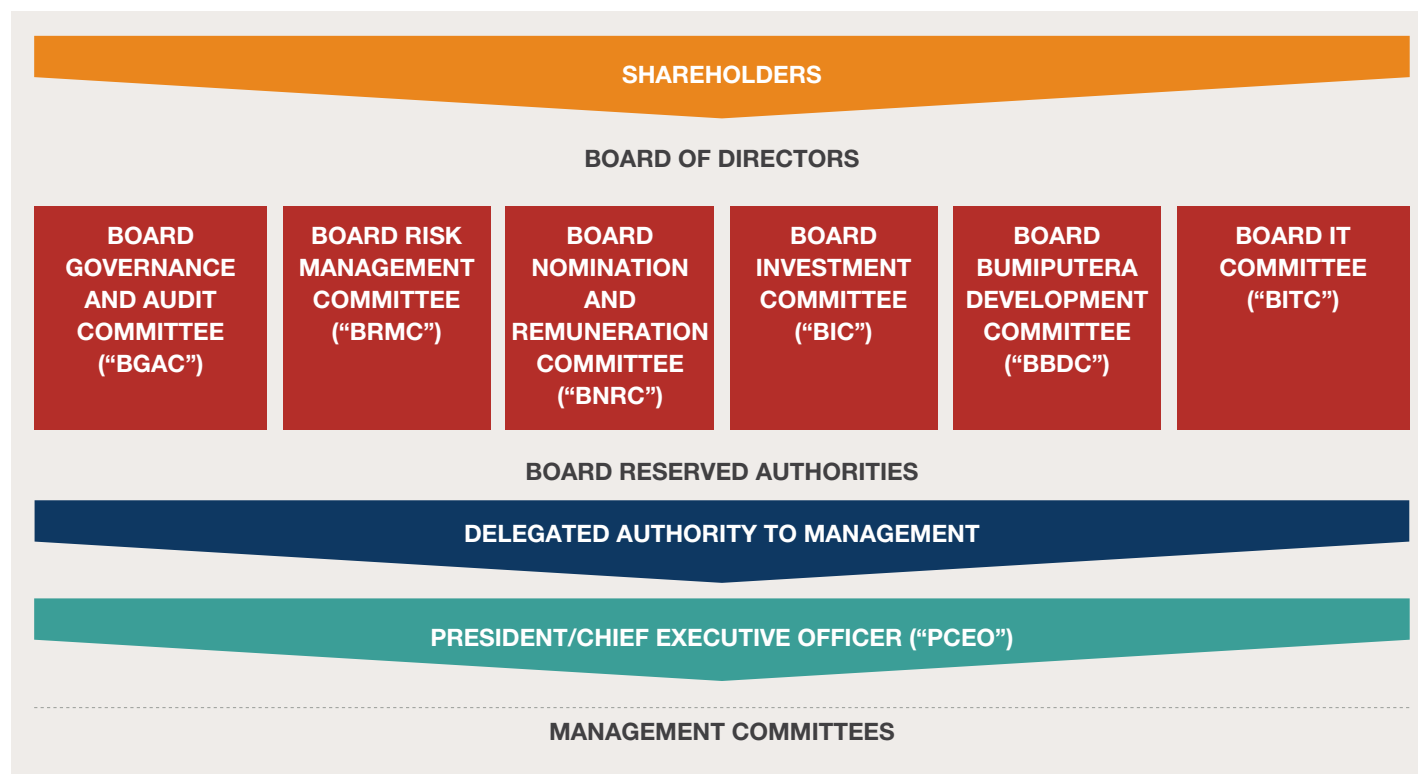 SHAREHOLDERS
BOARD OF DIRECTORS
BOARD
GOVERNANCE
AND AUDIT
COMMITTEE
(“BGAC”)
BOARD RISK
MANAGEMENT
COMMITTEE
(“BRMC”)
BOARD
NOMINATION
AND
REMUNERATION
COMMITTEE
(“BNRC”)
BOARD
INVESTMENT
COMMITTEE
(“BIC”)
BOARD
BUMIPUTERA
DEVELOPMENT
COMMITTEE
(“BBDC”)
BOARD IT
COMMITTEE
(“BITC”)
BOARD RESERVED AUTHORITIES
DELEGATED AUTHORITY TO MANAGEMENT
PRESIDENT/CHIEF EXECUTIVE OFFICER (“PCEO”)
MANAGEMENT COMMITTEES